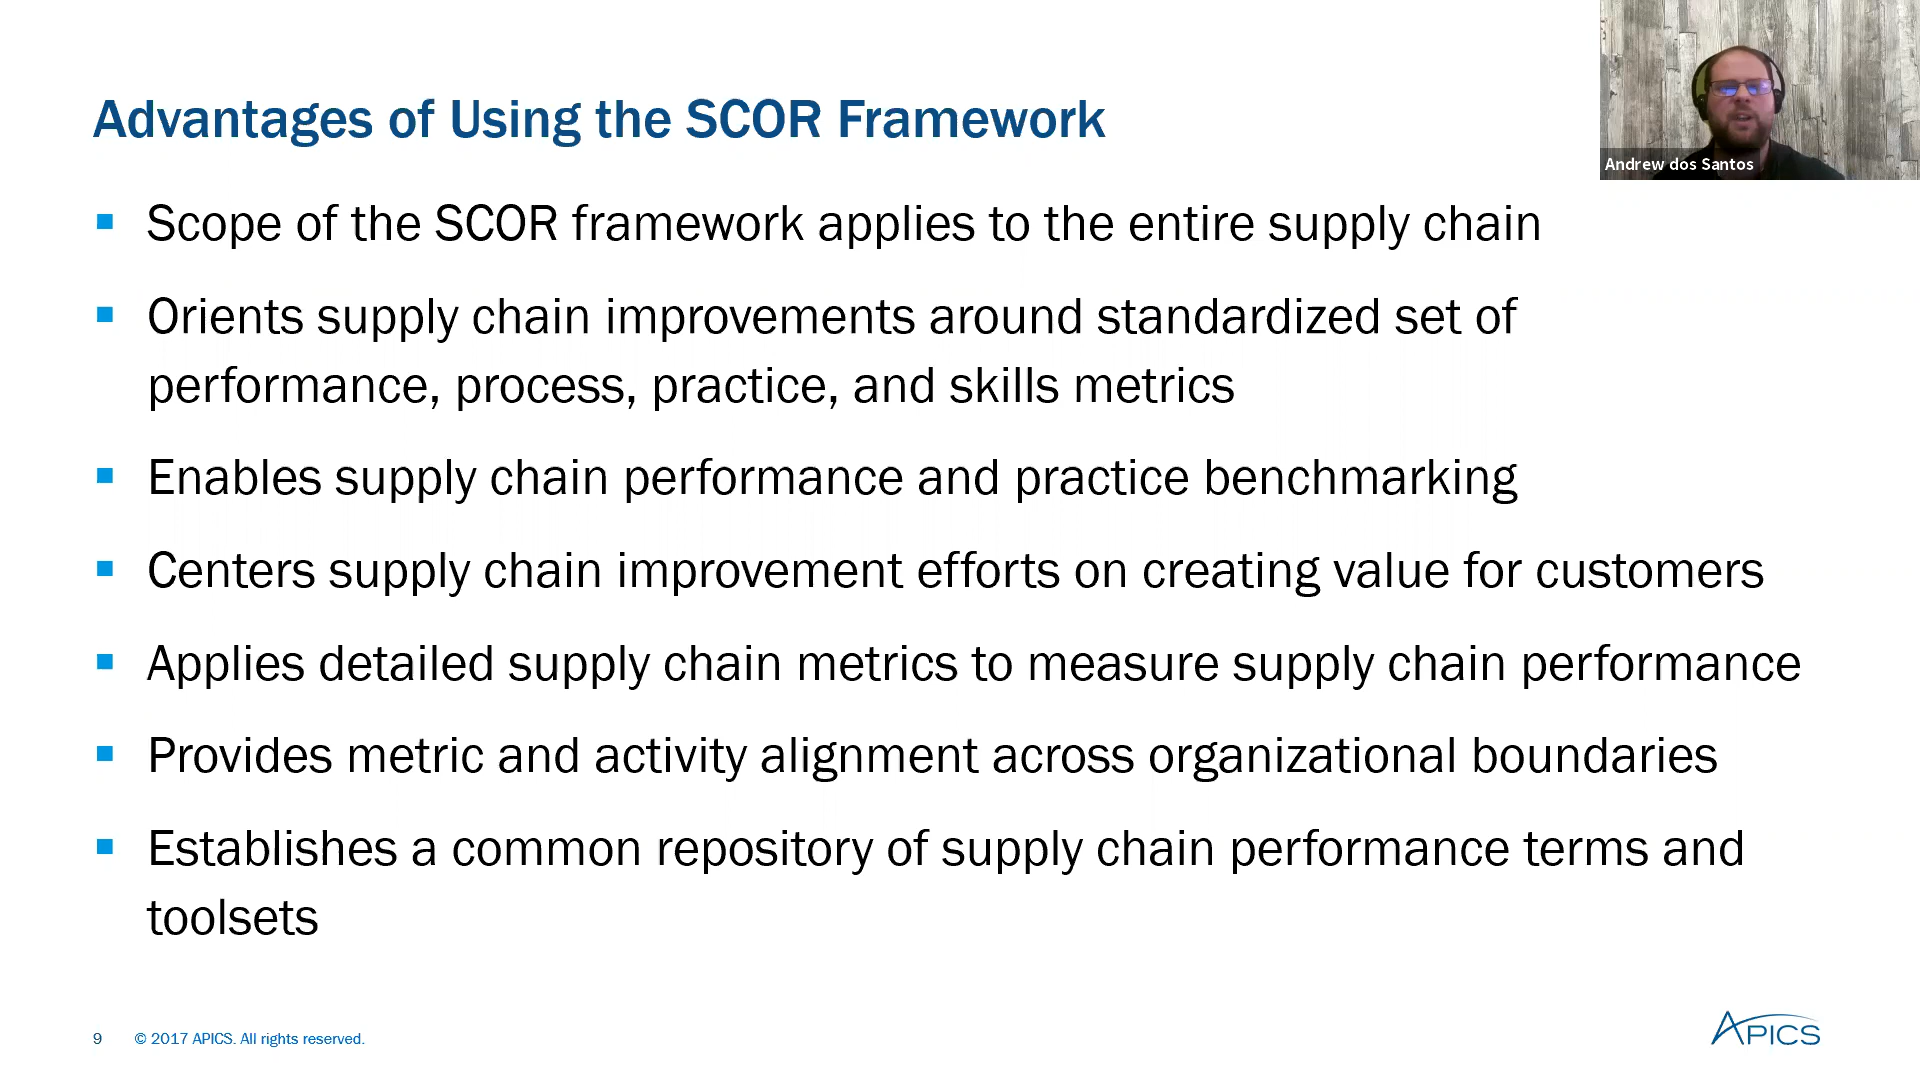 Advantages of Using the SCOR Framework
Andrew dos Santos
Scope of the SCOR framework applies to the entire supply chain
Orients supply chain improvements around standardized set of
performance, process, practice, and skills metrics
Enables supply chain performance and practice benchmarking
Centers supply chain improvement efforts on creating value for customers
Applies detailed supply chain metrics to measure supply chain performance
Provides metric and activity alignment across organizational boundaries
Establishes a common repository of supply chain performance terms and
toolsets
9 © 2017 APICS. All rights reserved.
APICS